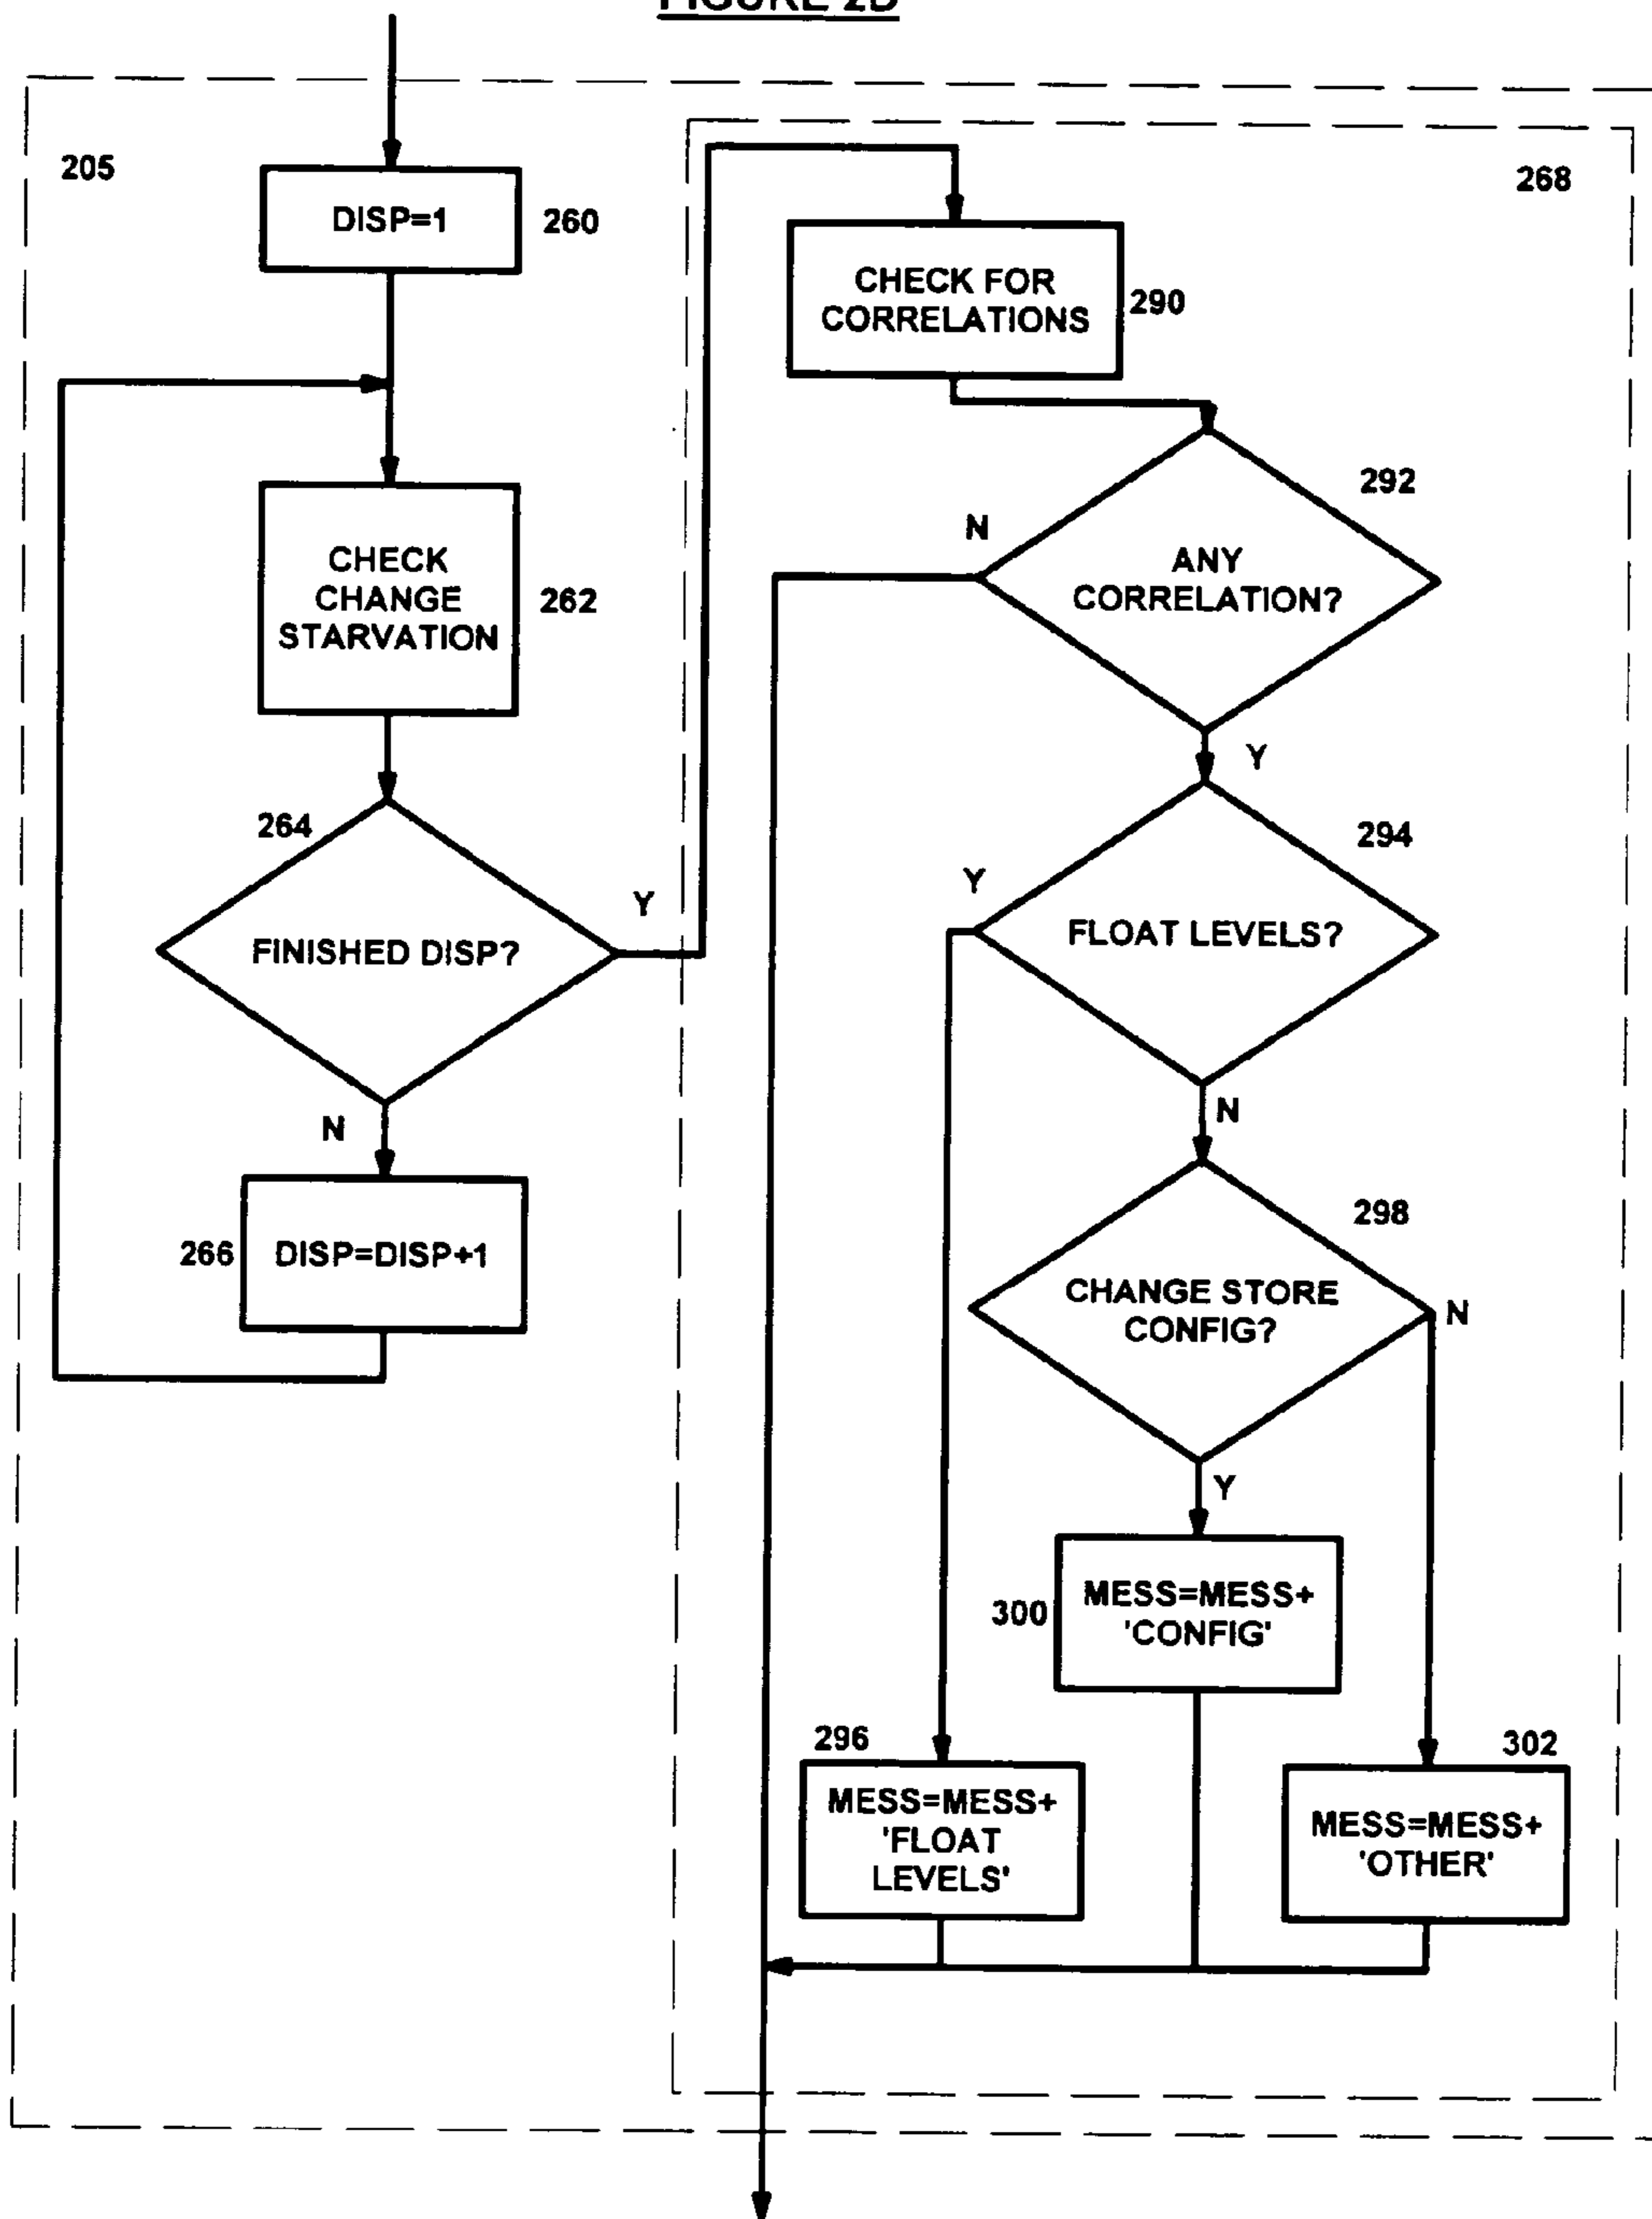 FIGURE 2D
205
DISP=1
260
CHECK
CHANGE
STARVATION
262
264
FINISHED DISP?
Y
N
266
DISP=DISP+1
268
CHECK FOR
CORRELATIONS
290
292
N
ANY
CORRELATION?
Y
294
Y
FLOAT LEVELS?
N
298
CHANGE STORE
CONFIG?
N
Y
300
MESS=MESS+
'CONFIG'
296
MESS=MESS+
'FLOAT
LEVELS'
302
MESS=MESS+
'OTHER'